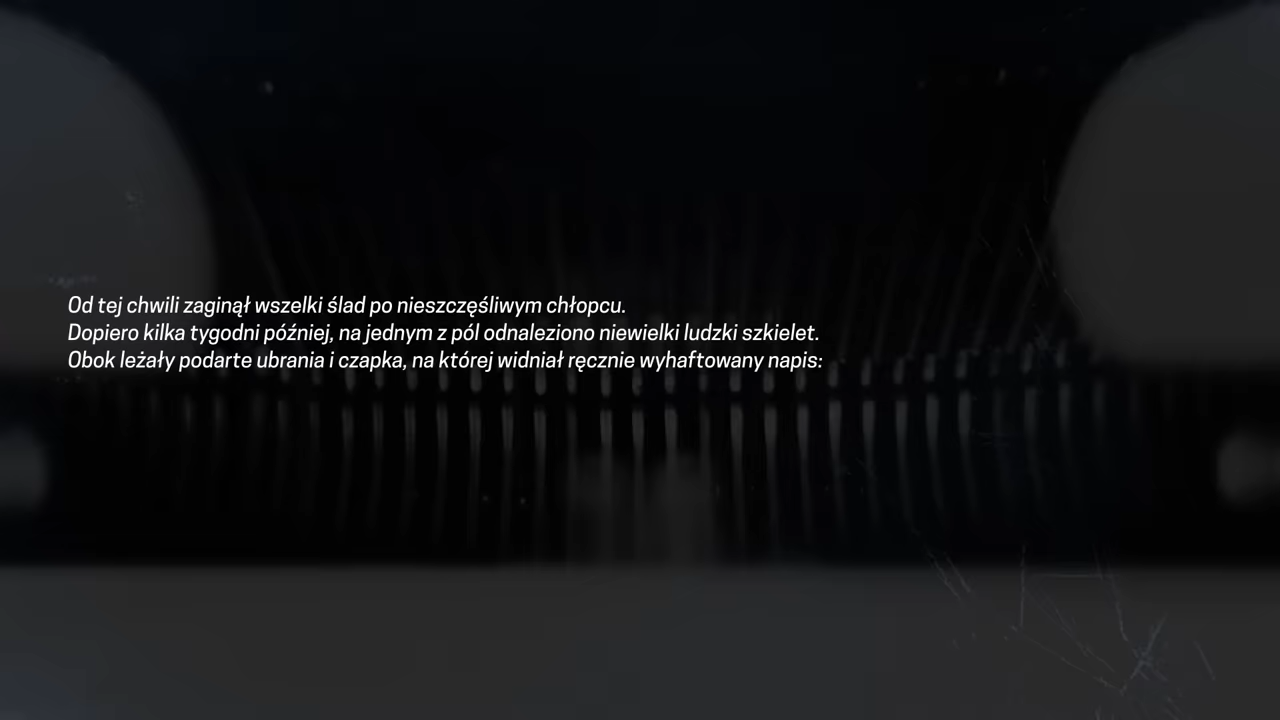 Od tej chwili zaginął wszelki ślad po nieszczęśliwym chłopcu.
Dopiero kilka tygodni później, na jednym z pól odnaleziono niewielki ludzki szkielet.
Obok leżały podarte ubrania i czapka, na której widniał ręcznie wyhaftowany napis: